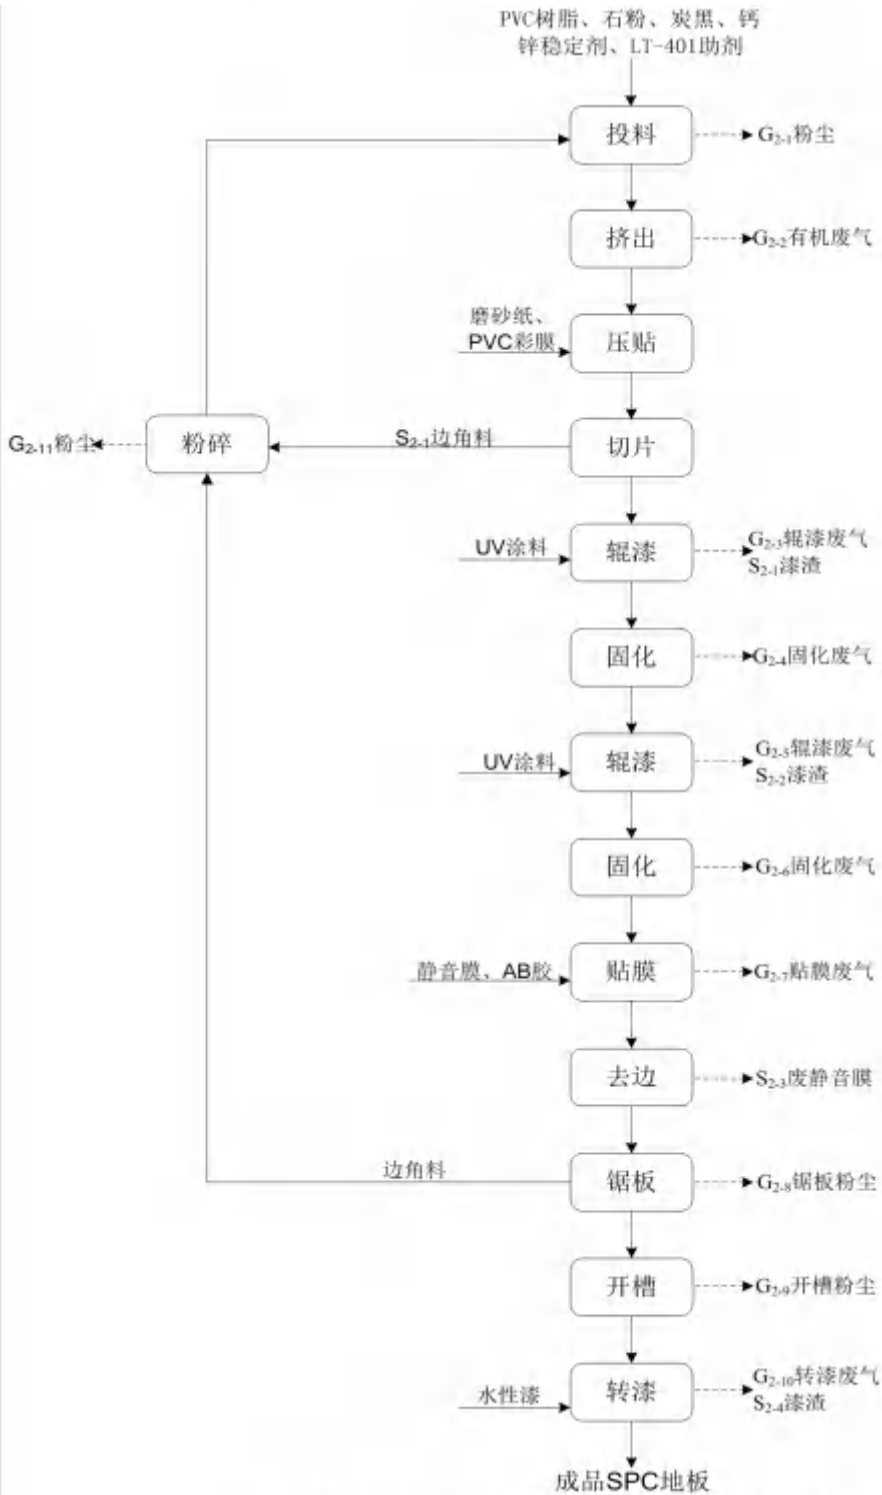 PVC树脂、石粉、炭黑、钙
锌稳定剂、LT-401助剂
投料
G2-1粉尘
挤出
G2-2有机废气
磨砂纸、
PVC彩膜
压贴
G2-11粉尘
粉碎
S2-1边角料
切片
UV涂料
辊漆
G2-3辊漆废气
S2-1漆渣
固化
G2-4固化废气
UV涂料
辊漆
G2-5辊漆废气
S2-2漆渣
固化
G2-6固化废气
静音膜、AB胶
贴膜
G2-7贴膜废气
去边
S2-3废静音膜
边角料
锯板
G2-8锯板粉尘
开槽
G2-9开槽粉尘
水性漆
转漆
G2-10转漆废气
S2-4漆渣
成品SPC地板